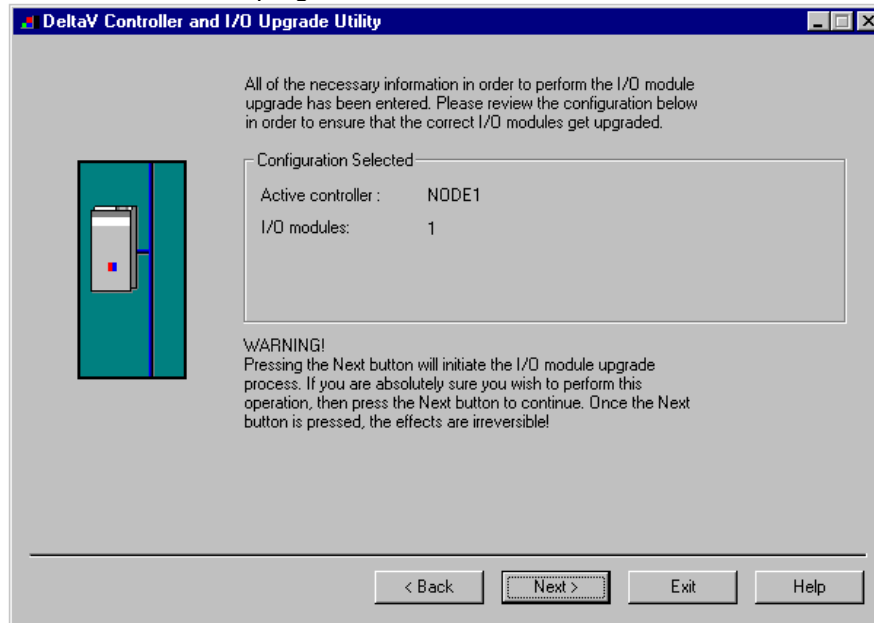 DeltaV Controller and I/O Upgrade Utility
All of the necessary information in order to perform the I/O module
upgrade has been entered. Please review the configuration below
in order to ensure that the correct I/O modules get upgraded.
Configuration Selected
Active controller : NODE1
I/O modules: 1
WARNING!
Pressing the Next button will initiate the I/O module upgrade
process. If you are absolutely sure you wish to perform this
operation, then press the Next button to continue. Once the Next
button is pressed, the effects are irreversible!
< Back Next > Exit Help